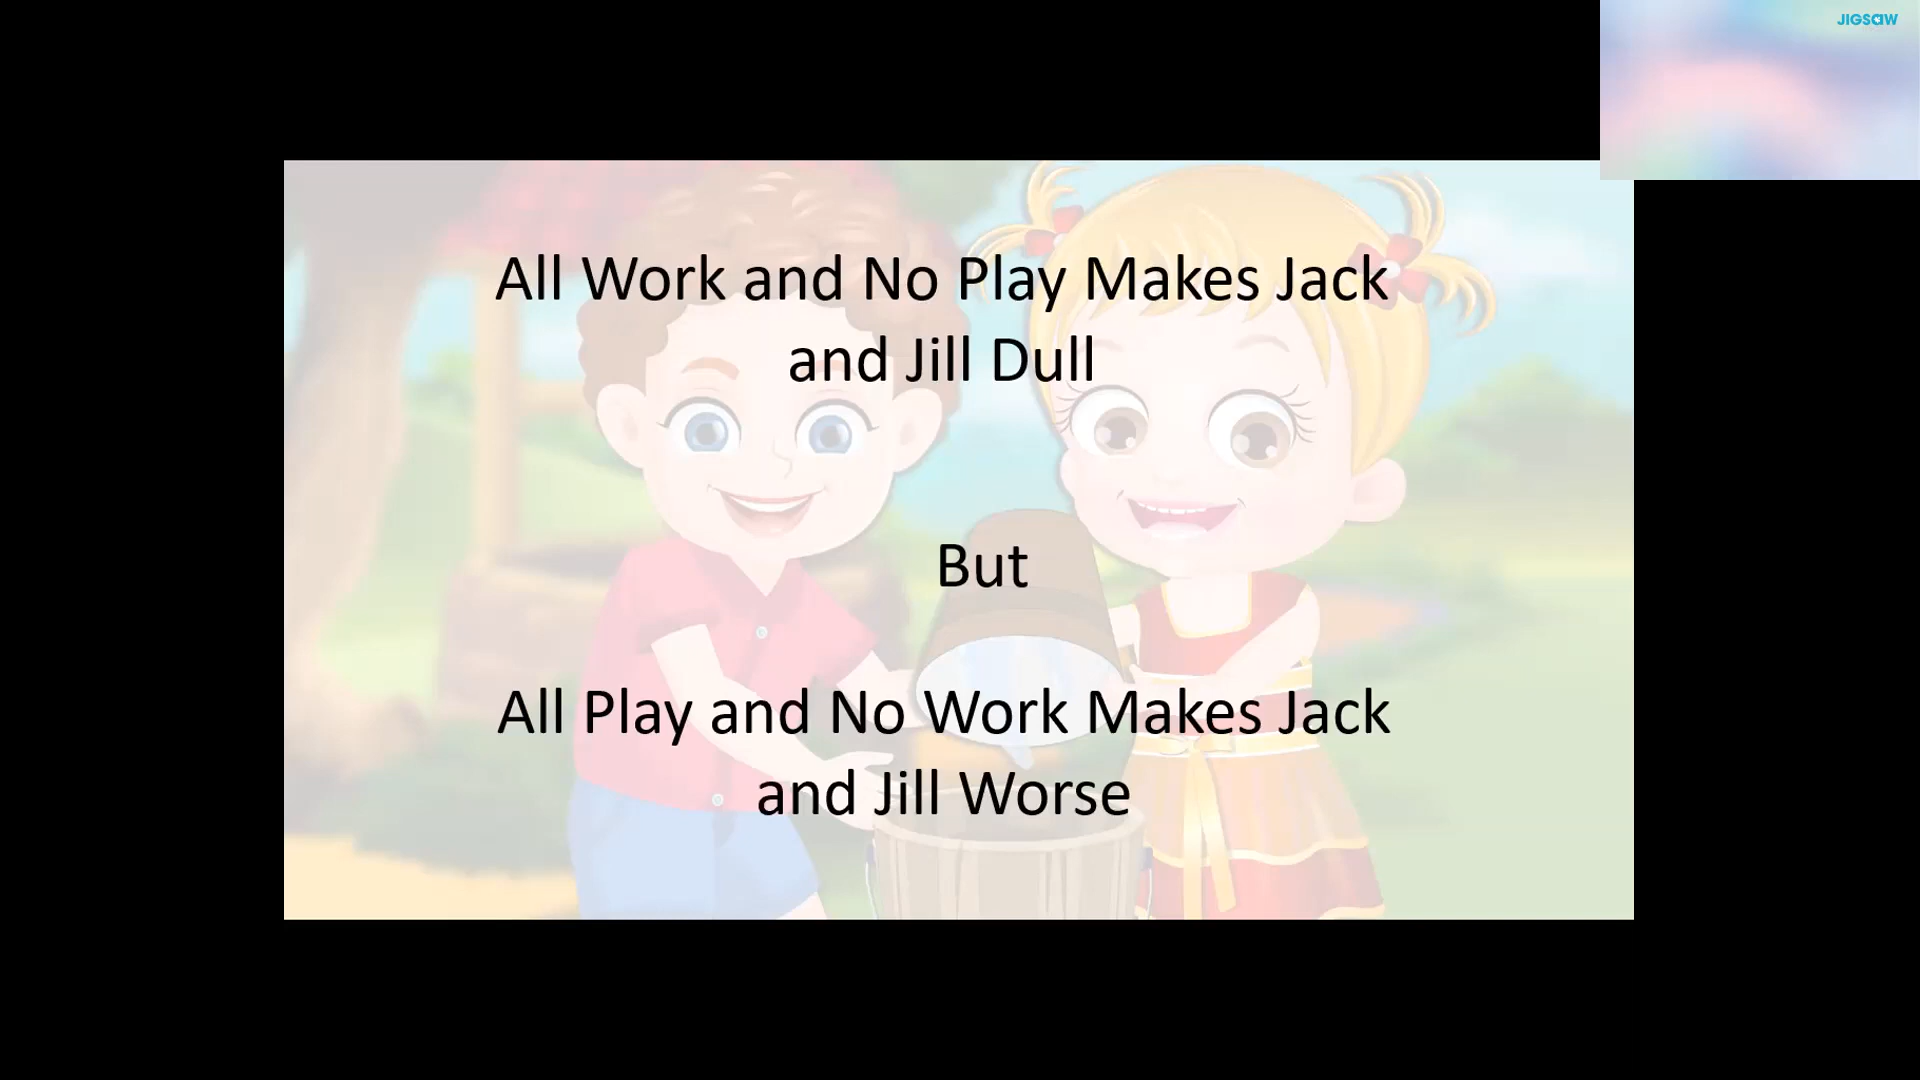 JIGSAW
All Work and No Play Makes Jack
and Jill Dull
But
All Play and No Work Makes Jack
and Jill Worse